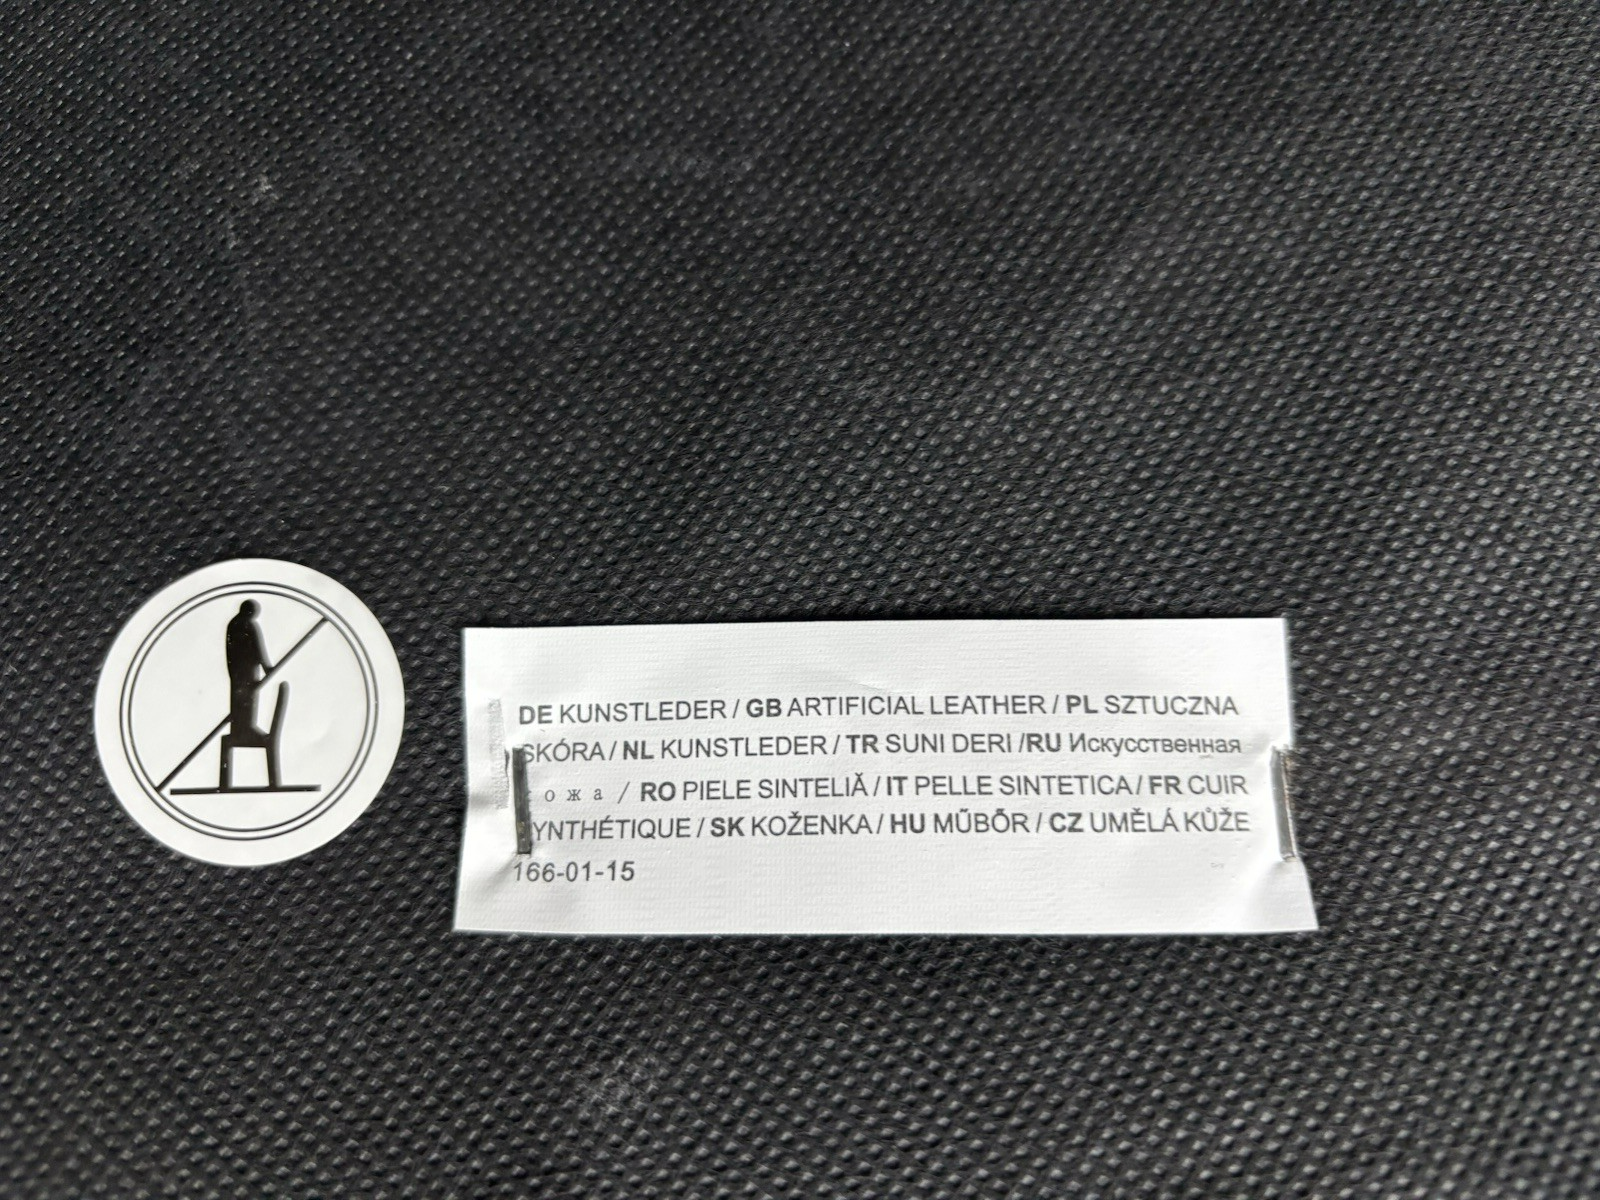 DE KUNSTLEDER / GB ARTIFICIAL LEATHER / PL SZTUCZNA
SKÓRA / NL KUNSTLEDER / TR SUNI DERI /RU Искусственная
ожа / RO PIELE SINTELIĂ / IT PELLE SINTETICA / FR CUIR
YNTHÉTIQUE / SK KOŽENKA / HU MŰBŐR / CZ UMĚLÁ KŮŽE
166-01-15